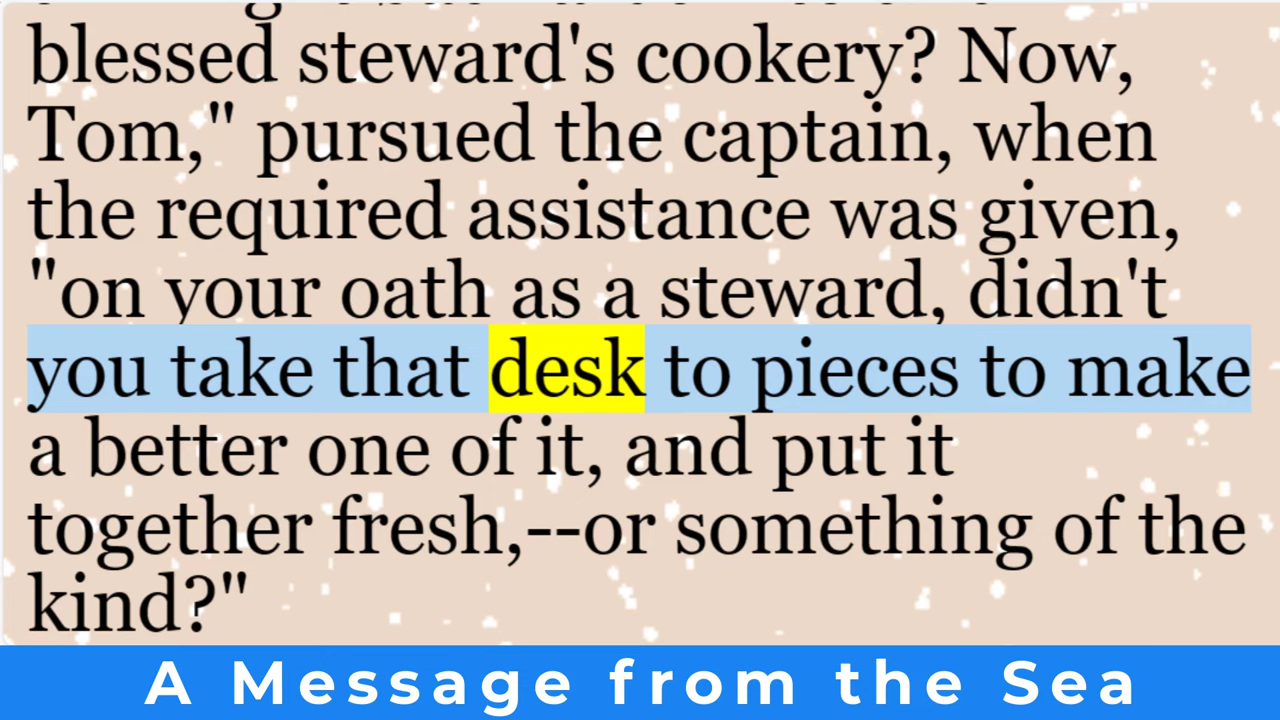 blessed steward's cookery? Now,
Tom," pursued the captain, when
the required assistance was given,
"on your oath as a steward, didn't
you take that desk to pieces to make
a better one of it, and put it
together fresh,--or something of the
kind?"
A Message from the Sea